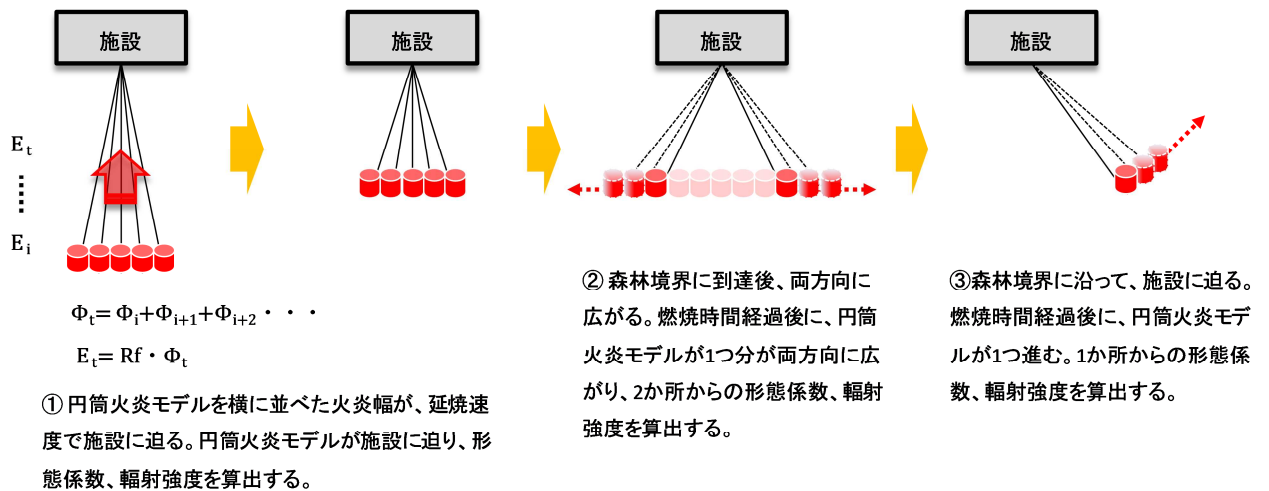 施設
施設
施設
施設
Et
Ei
Φt= Φi+Φi+1+Φi+2・・・
Et= Rf・Φt
① 円筒火炎モデルを横に並べた火炎幅が、延焼速
度で施設に迫る。円筒火炎モデルが施設に迫り、形
態係数、輻射強度を算出する。
② 森林境界に到達後、両方向に
広がる。燃焼時間経過後に、円筒
火炎モデルが1つ分が両方向に広
がり、2か所からの形態係数、輻射
強度を算出する。
③森林境界に沿って、施設に迫る。
燃焼時間経過後に、円筒火炎モデ
ルが1つ進む。1か所からの形態係
数、輻射強度を算出する。